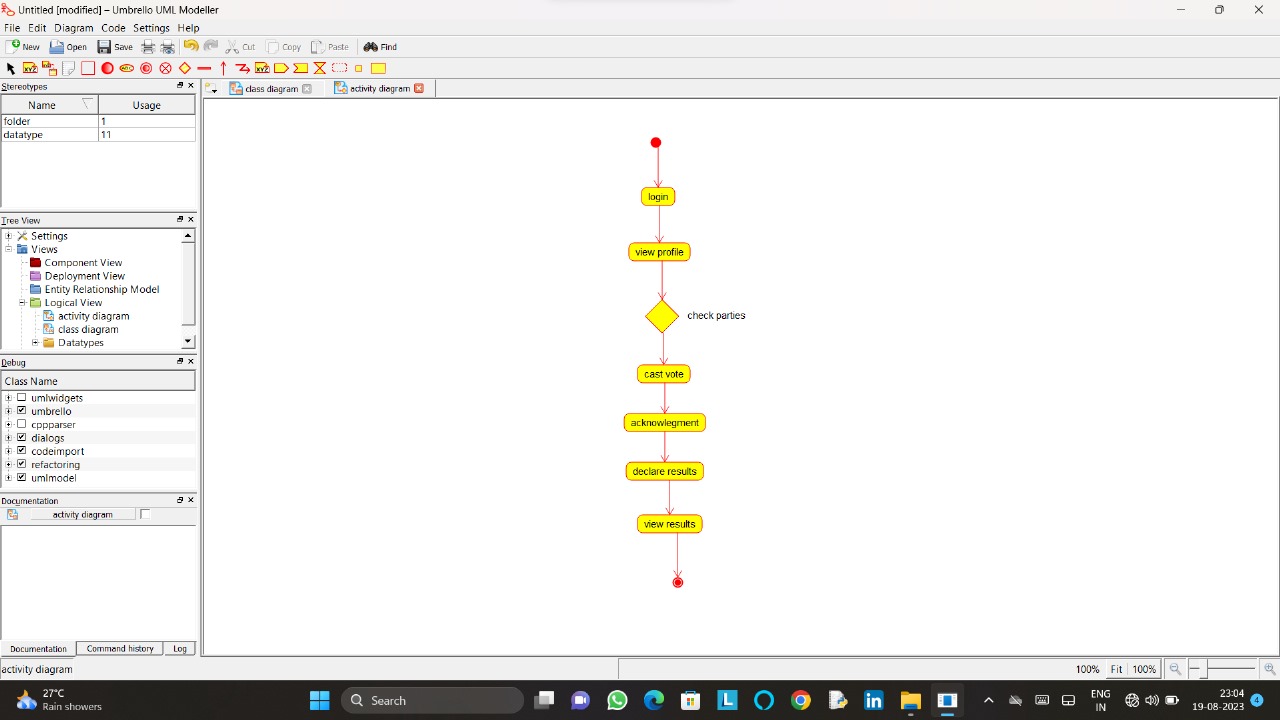 Untitled [modified] – Umbrello UML Modeller
File Edit Diagram Code Settings Help
New Open Save Cut Copy Paste Find
Stereotypes
class diagram activity diagram
Name Usage
folder 1
datatype 11
Tree View
Settings
Views
Component View
Deployment View
Entity Relationship Model
Logical View
activity diagram
class diagram
Datatypes
Debug
Class Name
umlwidgets
umbrello
cppparser
dialogs
codeimport
refactoring
umlmodel
Documentation
activity diagram
Documentation Command history Log
login
view profile
check parties
cast vote
acknowlegment
declare results
view results
activity diagram
100% Fit 100%
27°C
Rain showers
Search
ENG
IN
23:04
19-08-2023
4